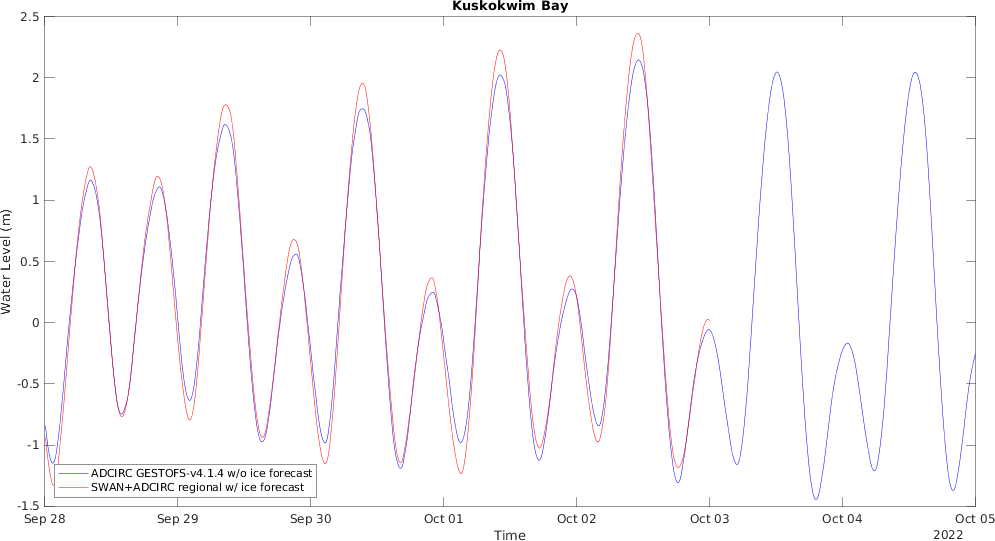 Kuskokwim Bay
2.5
2
1.5
1
0.5
0
-0.5
-1
-1.5
Water Level (m)
ADCIRC GESTOFS-v4.1.4 w/o ice forecast
SWAN+ADCIRC regional w/ ice forecast
Sep 28 Sep 29 Sep 30 Oct 01 Oct 02 Oct 03 Oct 04 Oct 05
Time
2022